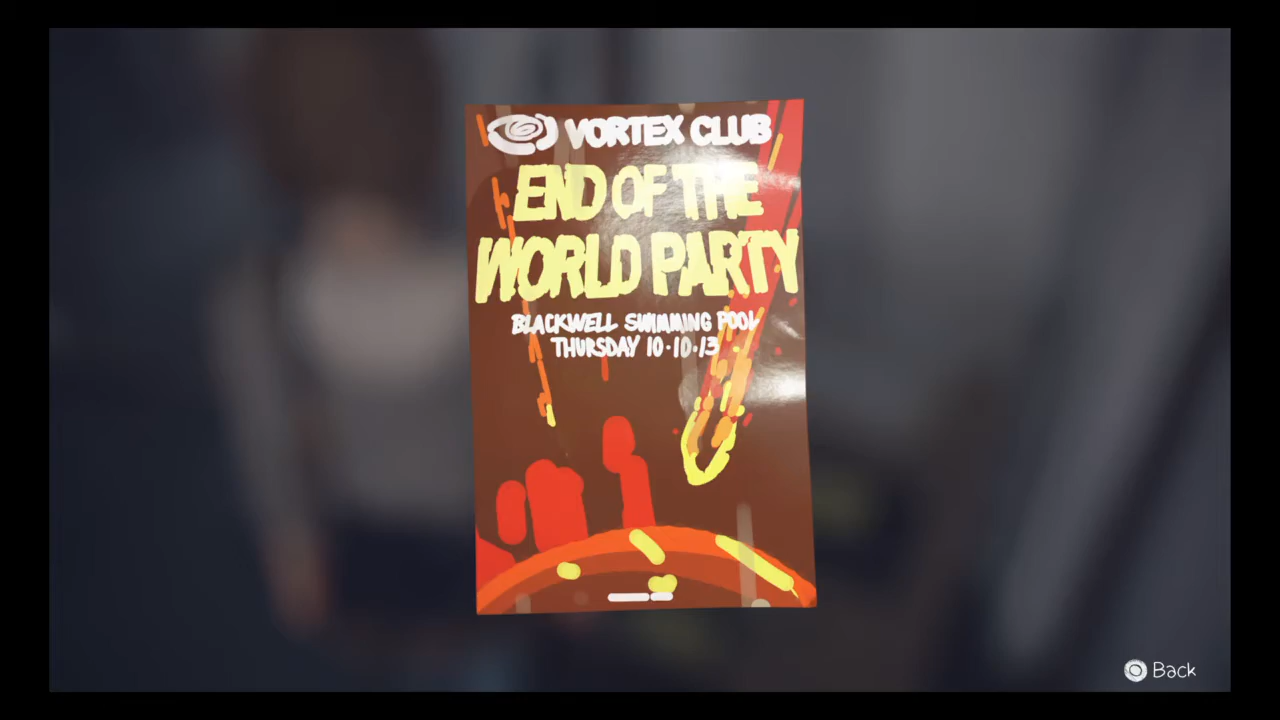 VORTEX CLUB
END OF THE
WORLD PARTY
BLACKWELL SWIMMING POOL
THURSDAY 10·10·13
Back